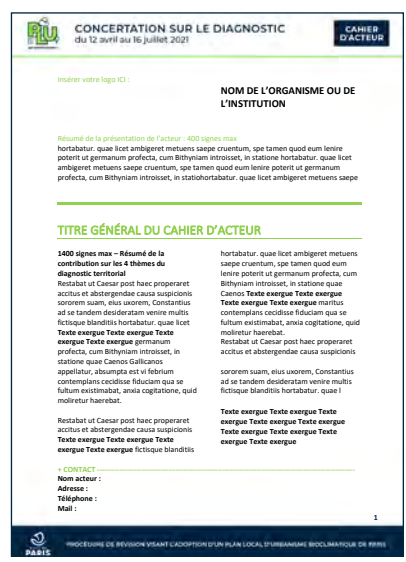 PLU
CONCERTATION SUR LE DIAGNOSTIC
du 12 avril au 16 juillet 2021
CAHIER
D'ACTEUR
Insérer votre logo ICI :
NOM DE L'ORGANISME OU DE
L'INSTITUTION
Résumé de la présentation de l'acteur : 400 signes max
hortabatur. quae licet ambigeret metuens saepe cruentum, spe tamen quod eum lenire
poterit ut germanum profecta, cum Bithyniam introisset, in statione hortabatur. quae licet
ambigeret metuens saepe cruentum, spe tamen quod eum lenire poterit ut germanum
profecta, cum Bithyniam introisset, in stationhortabatur. quae licet ambigeret metuens saepe
TITRE GÉNÉRAL DU CAHIER D'ACTEUR
1400 signes max – Résumé de la
contribution sur les 4 thèmes du
diagnostic territorial
Restabat ut Caesar post haec properaret
accitus et abstergendae causa suspicionis
sororem suam, eius uxorem, Constantius
ad se tandem desideratam venire multis
fictisque blanditiis hortabatur. quae licet
Texte exergue Texte exergue Texte
exergue Texte exergue germanum
profecta, cum Bithyniam introisset, in
statione quae Caenos Gallicanos
appellatur, absumpta est vi febrium
contemplans cecidisse fiduciam qua se
fultum existimabat, anxia cogitatione, quid
moliretur haerebat.
Restabat ut Caesar post haec properaret
accitus et abstergendae causa suspicionis
Texte exergue Texte exergue Texte
exergue Texte exergue fictisque blanditiis
hortabatur. quae licet ambigeret metuens
saepe cruentum, spe tamen quod eum
lenire poterit ut germanum profecta, cum
Bithyniam introisset, in statione quae
Caenos Texte exergue Texte exergue
Texte exergue Texte exergue maritus
contemplans cecidisse fiduciam qua se
fultum existimabat, anxia cogitatione, quid
moliretur haerebat.
Restabat ut Caesar post haec properaret
accitus et abstergendae causa suspicionis
sororem suam, eius uxorem, Constantius
ad se tandem desideratam venire multis
fictisque blanditiis hortabatur. quae l
Texte exergue Texte exergue Texte
exergue Texte exergue Texte exergue
Texte exergue Texte exergue Texte
exergue Texte exergue
+ CONTACT
Nom acteur :
Adresse :
Téléphone :
Mail :
1
PARIS
PROCÉDURE DE RÉVISION VISANT L'ADOPTION D'UN PLAN LOCAL D'URBANISME BIOCLIMATIQUE DE PARIS